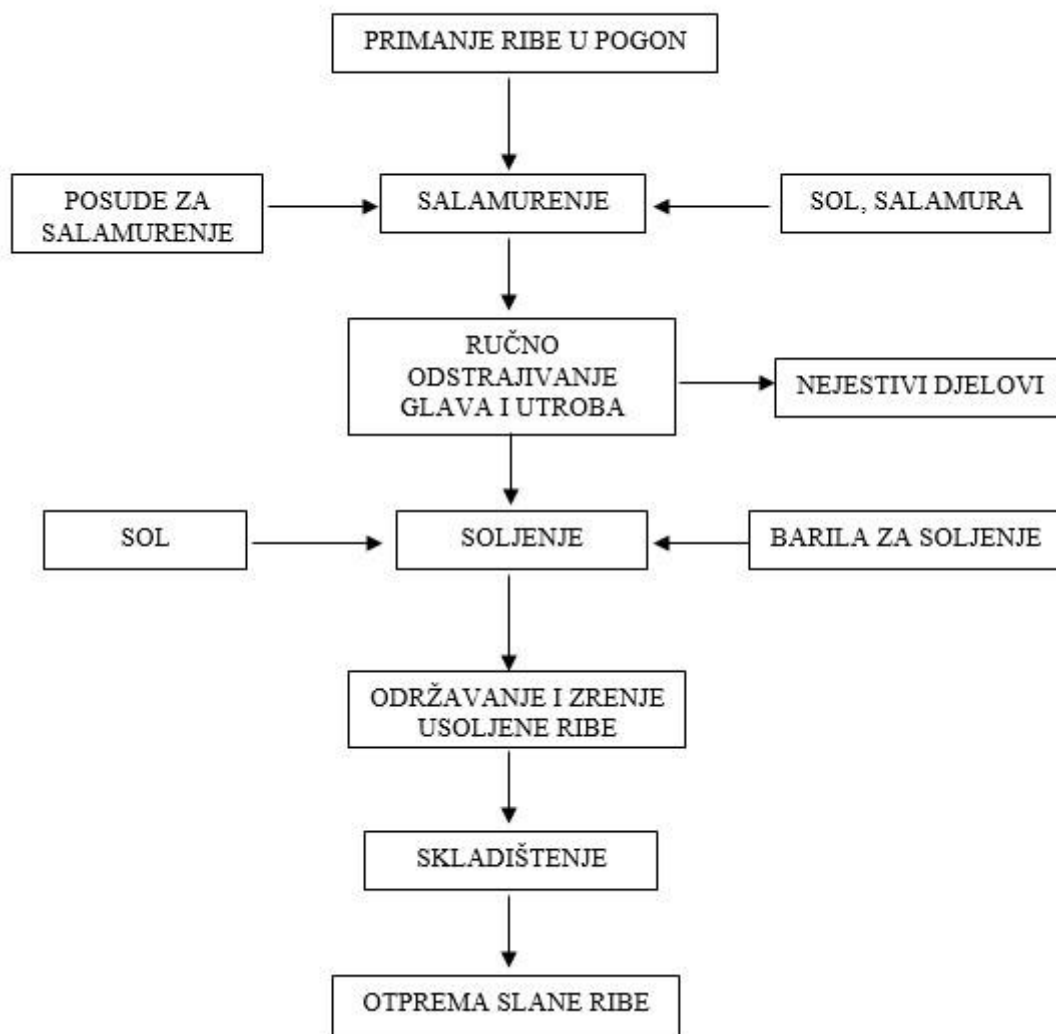 PRIMANJE RIBE U POGON
POSUDE ZA
SALAMURENJE
SALAMURENJE
SOL, SALAMURA
RUČNO
ODSTRAJIVANJE
GLAVA I UTROBA
NEJESTIVI DJELOVI
SOL
SOLJENJE
BARILA ZA SOLJENJE
ODRŽAVANJE I ZRENJE
USOLJENE RIBE
SKLADIŠTENJE
OTPREMA SLANE RIBE